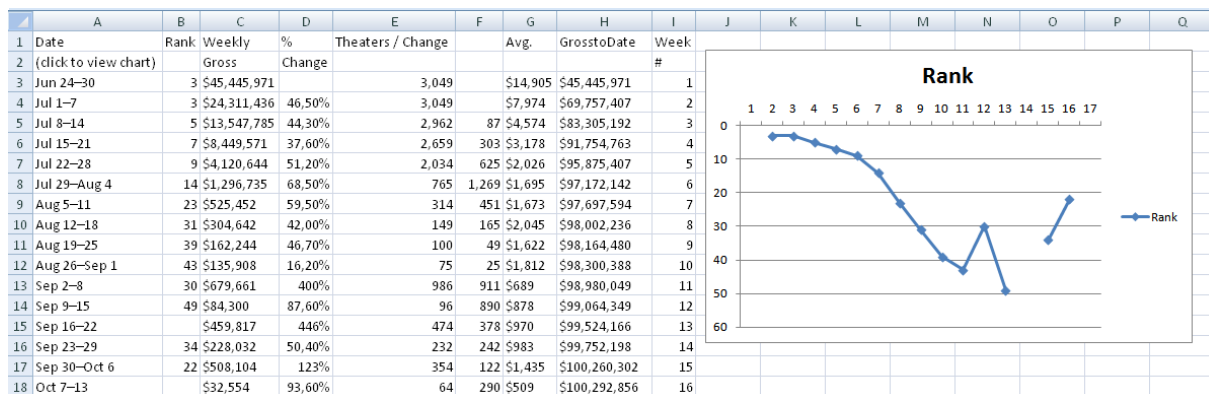 A B C D E F G H I J K L M N O P Q
1 Date Rank Weekly % Theaters / Change Avg. GrosstoDate Week
2 (click to view chart) Gross Change #
3 Jun 24–30 3 $45,445,971 3,049 $14,905 $45,445,971 1
4 Jul 1–7 3 $24,311,436 46,50% 3,049 $7,974 $69,757,407 2
5 Jul 8–14 5 $13,547,785 44,30% 2,962 87 $4,574 $83,305,192 3
6 Jul 15–21 7 $8,449,571 37,60% 2,659 303 $3,178 $91,754,763 4
7 Jul 22–28 9 $4,120,644 51,20% 2,034 625 $2,026 $95,875,407 5
8 Jul 29–Aug 4 14 $1,296,735 68,50% 765 1,269 $1,695 $97,172,142 6
9 Aug 5–11 23 $525,452 59,50% 314 451 $1,673 $97,697,594 7
10 Aug 12–18 31 $304,642 42,00% 149 165 $2,045 $98,002,236 8
11 Aug 19–25 39 $162,244 46,70% 100 49 $1,622 $98,164,480 9
12 Aug 26–Sep 1 43 $135,908 16,20% 75 25 $1,812 $98,300,388 10
13 Sep 2–8 30 $679,661 400% 986 911 $689 $98,980,049 11
14 Sep 9–15 49 $84,300 87,60% 96 890 $878 $99,064,349 12
15 Sep 16–22 $459,817 446% 474 378 $970 $99,524,166 13
16 Sep 23–29 34 $228,032 50,40% 232 242 $983 $99,752,198 14
17 Sep 30–Oct 6 22 $508,104 123% 354 122 $1,435 $100,260,302 15
18 Oct 7–13 $32,554 93,60% 64 290 $509 $100,292,856 16
Rank
1 2 3 4 5 6 7 8 9 10 11 12 13 14 15 16 17
0
10
20
30
40
50
60
Rank